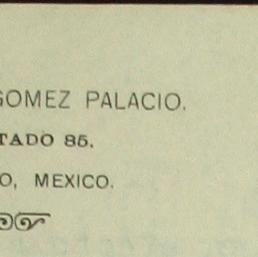 GOMEZ PALACIO.
TADO 85.
O, MEXICO.